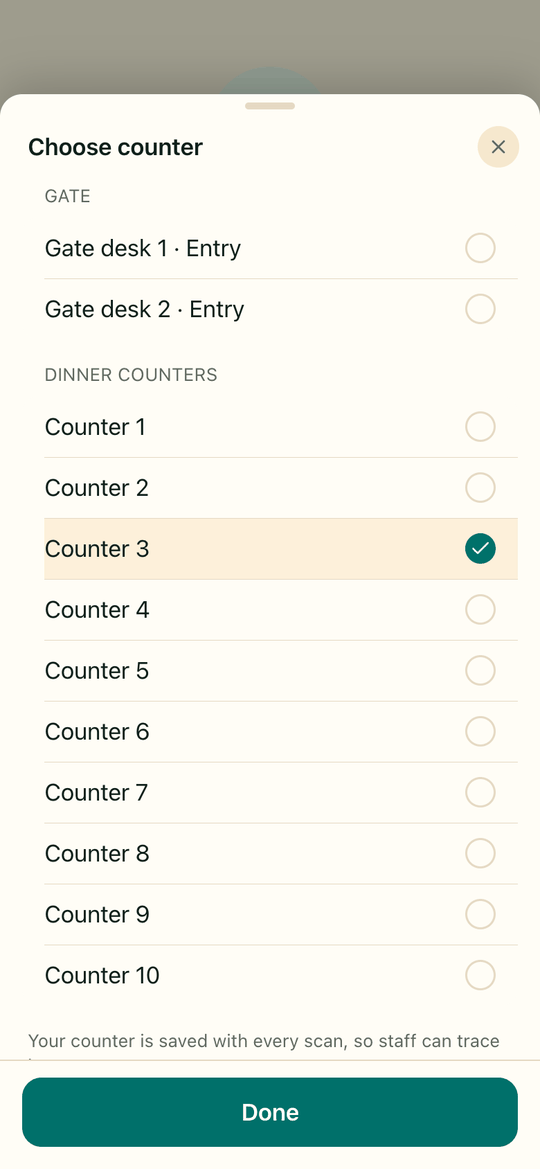 Choose counter
GATE
Gate desk 1 · Entry
Gate desk 2 · Entry
DINNER COUNTERS
Counter 1
Counter 2
Counter 3
Counter 4
Counter 5
Counter 6
Counter 7
Counter 8
Counter 9
Counter 10
Your counter is saved with every scan, so staff can trace
Done